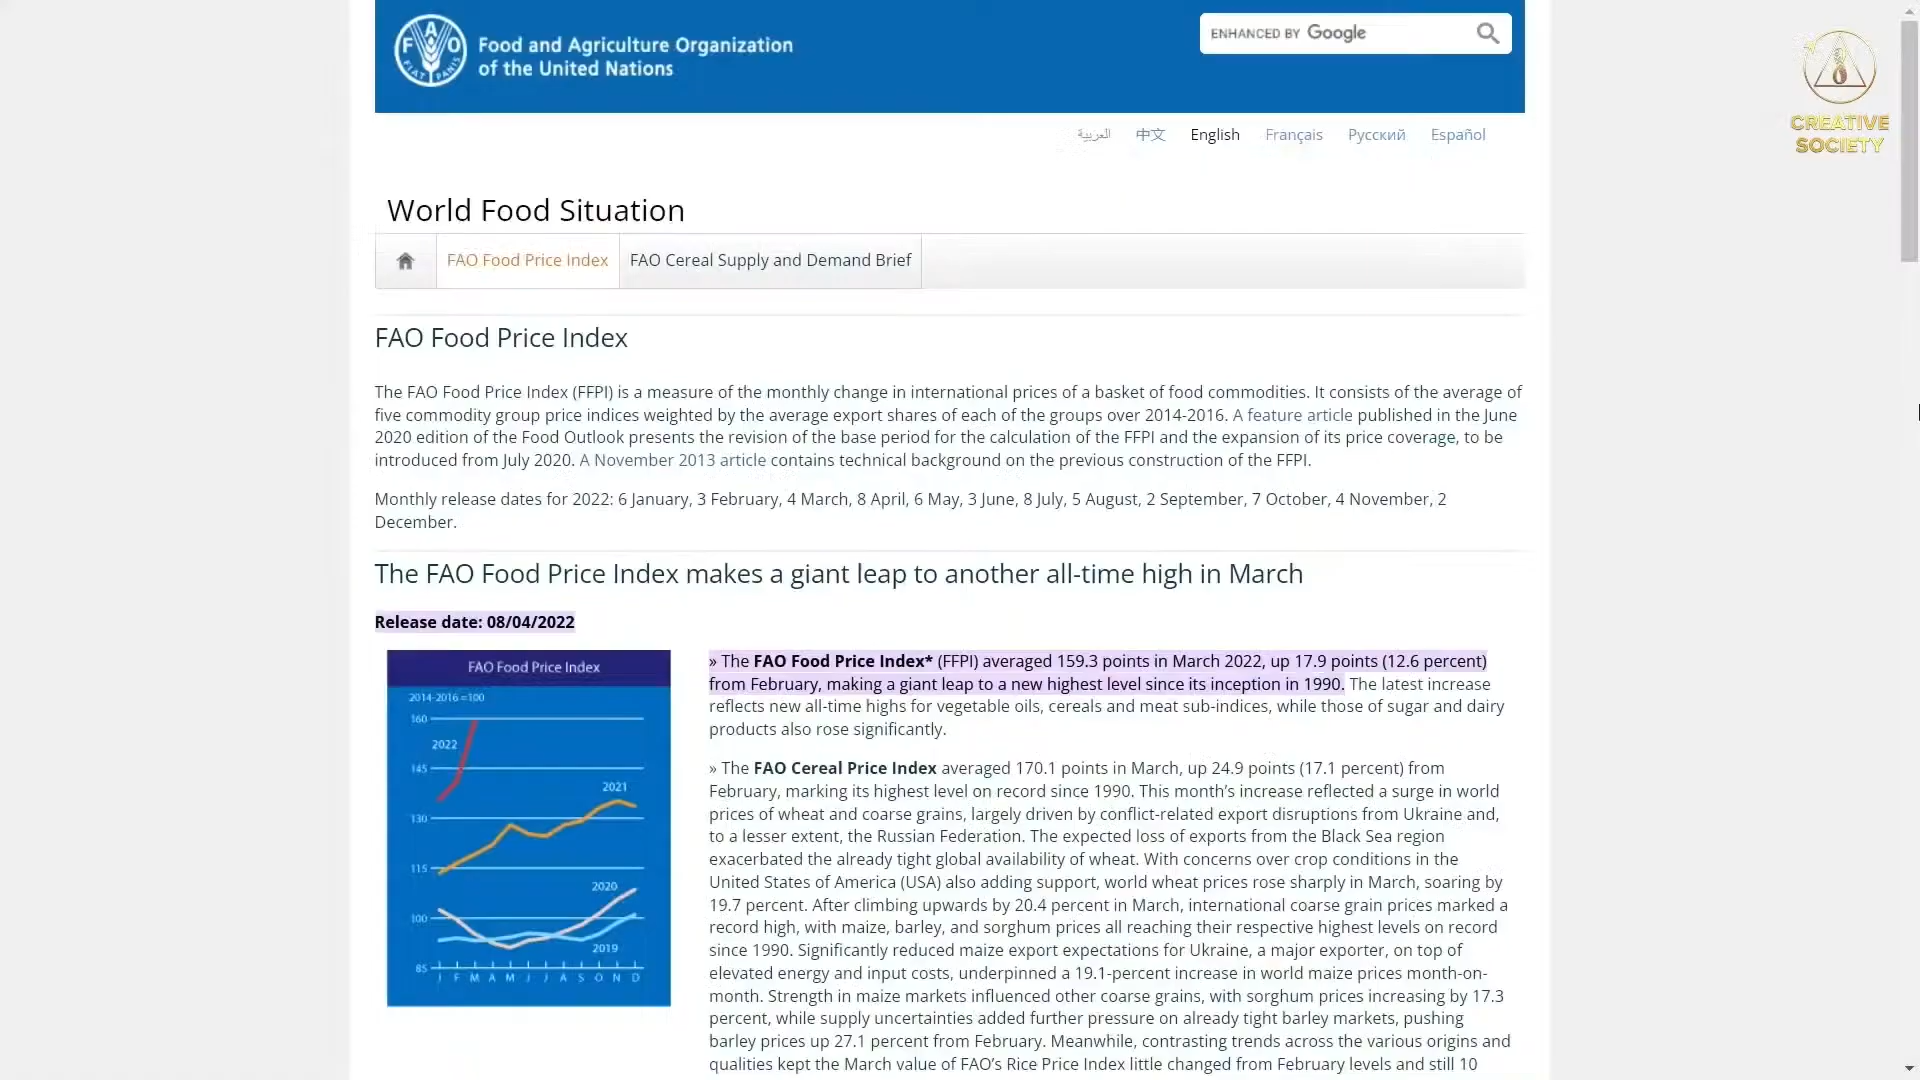 FAO
FIAT PANIS
Food and Agriculture Organization
of the United Nations
ENHANCED BY Google
CREATIVE
SOCIETY
العربية 中文 English Français Русский Español
World Food Situation
FAO Food Price Index FAO Cereal Supply and Demand Brief
FAO Food Price Index
The FAO Food Price Index (FFPI) is a measure of the monthly change in international prices of a basket of food commodities. It consists of the average of
five commodity group price indices weighted by the average export shares of each of the groups over 2014-2016. A feature article published in the June
2020 edition of the Food Outlook presents the revision of the base period for the calculation of the FFPI and the expansion of its price coverage, to be
introduced from July 2020. A November 2013 article contains technical background on the previous construction of the FFPI.
Monthly release dates for 2022: 6 January, 3 February, 4 March, 8 April, 6 May, 3 June, 8 July, 5 August, 2 September, 7 October, 4 November, 2
December.
The FAO Food Price Index makes a giant leap to another all-time high in March
Release date: 08/04/2022
FAO Food Price Index
2014-2016=100
160
2022
145
2021
130
115
2020
100
2019
85
J F M A M J J A S O N D
» The FAO Food Price Index* (FFPI) averaged 159.3 points in March 2022, up 17.9 points (12.6 percent)
from February, making a giant leap to a new highest level since its inception in 1990. The latest increase
reflects new all-time highs for vegetable oils, cereals and meat sub-indices, while those of sugar and dairy
products also rose significantly.
» The FAO Cereal Price Index averaged 170.1 points in March, up 24.9 points (17.1 percent) from
February, marking its highest level on record since 1990. This month’s increase reflected a surge in world
prices of wheat and coarse grains, largely driven by conflict-related export disruptions from Ukraine and,
to a lesser extent, the Russian Federation. The expected loss of exports from the Black Sea region
exacerbated the already tight global availability of wheat. With concerns over crop conditions in the
United States of America (USA) also adding support, world wheat prices rose sharply in March, soaring by
19.7 percent. After climbing upwards by 20.4 percent in March, international coarse grain prices marked a
record high, with maize, barley, and sorghum prices all reaching their respective highest levels on record
since 1990. Significantly reduced maize export expectations for Ukraine, a major exporter, on top of
elevated energy and input costs, underpinned a 19.1-percent increase in world maize prices month-on-
month. Strength in maize markets influenced other coarse grains, with sorghum prices increasing by 17.3
percent, while supply uncertainties added further pressure on already tight barley markets, pushing
barley prices up 27.1 percent from February. Meanwhile, contrasting trends across the various origins and
qualities kept the March value of FAO’s Rice Price Index little changed from February levels and still 10